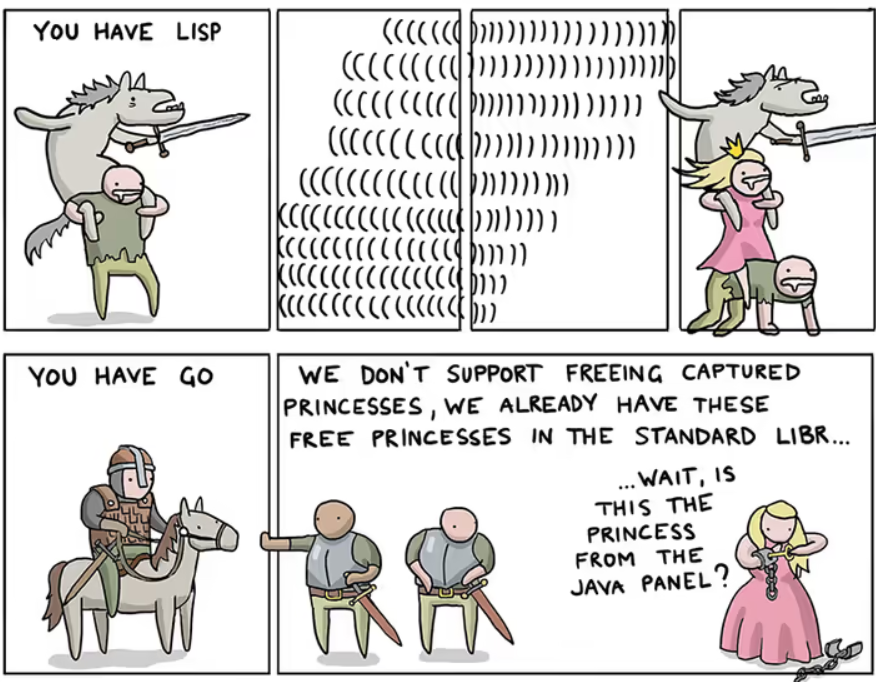 YOU HAVE LISP
YOU HAVE GO
WE DON'T SUPPORT FREEING CAPTURED
PRINCESSES, WE ALREADY HAVE THESE
FREE PRINCESSES IN THE STANDARD LIBR...
...WAIT, IS
THIS THE
PRINCESS
FROM THE
JAVA PANEL?